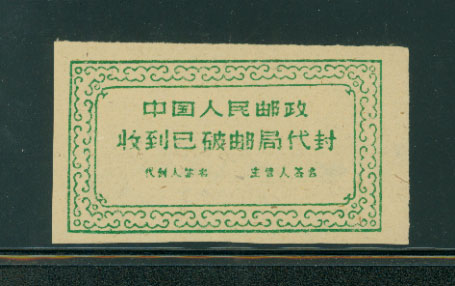 中国人民邮政
收到已破邮局代封
代封人签名 主管人签名